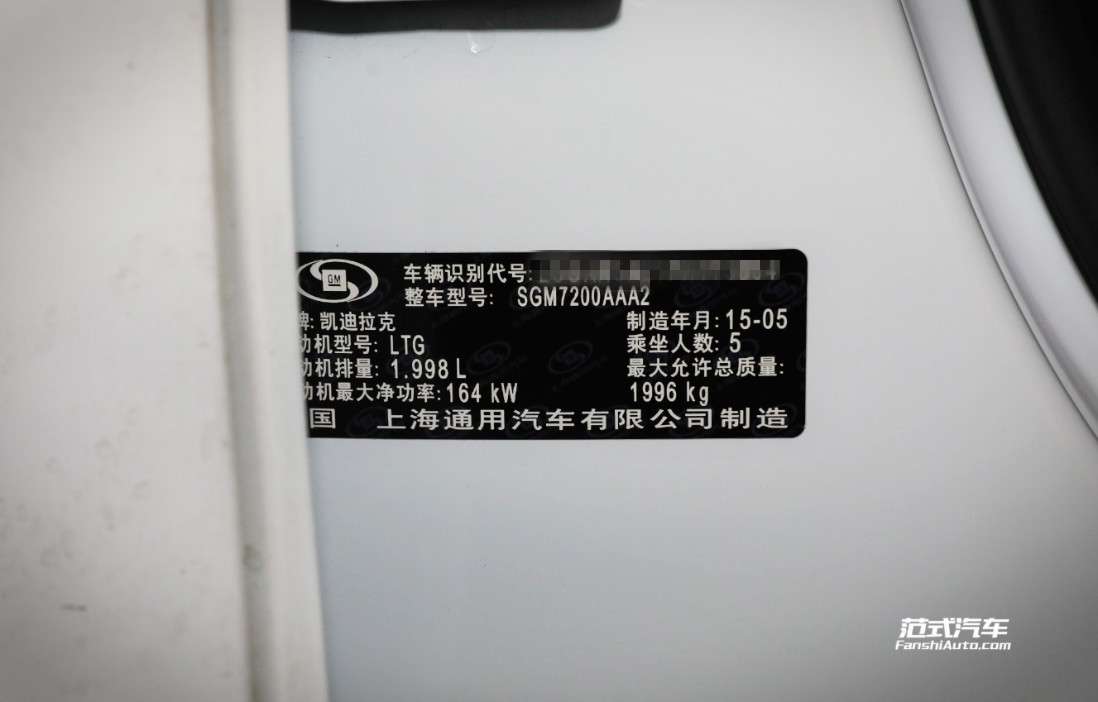 GM
车辆识别代号:
整车型号: SGM7200AAA2
牌: 凯迪拉克
制造年月: 15-05
动机型号: LTG
乘坐人数: 5
动机排量: 1.998 L
最大允许总质量:
动机最大净功率: 164 kW
1996 kg
国 上海通用汽车有限公司制造
范式汽车
FanshiAuto.com